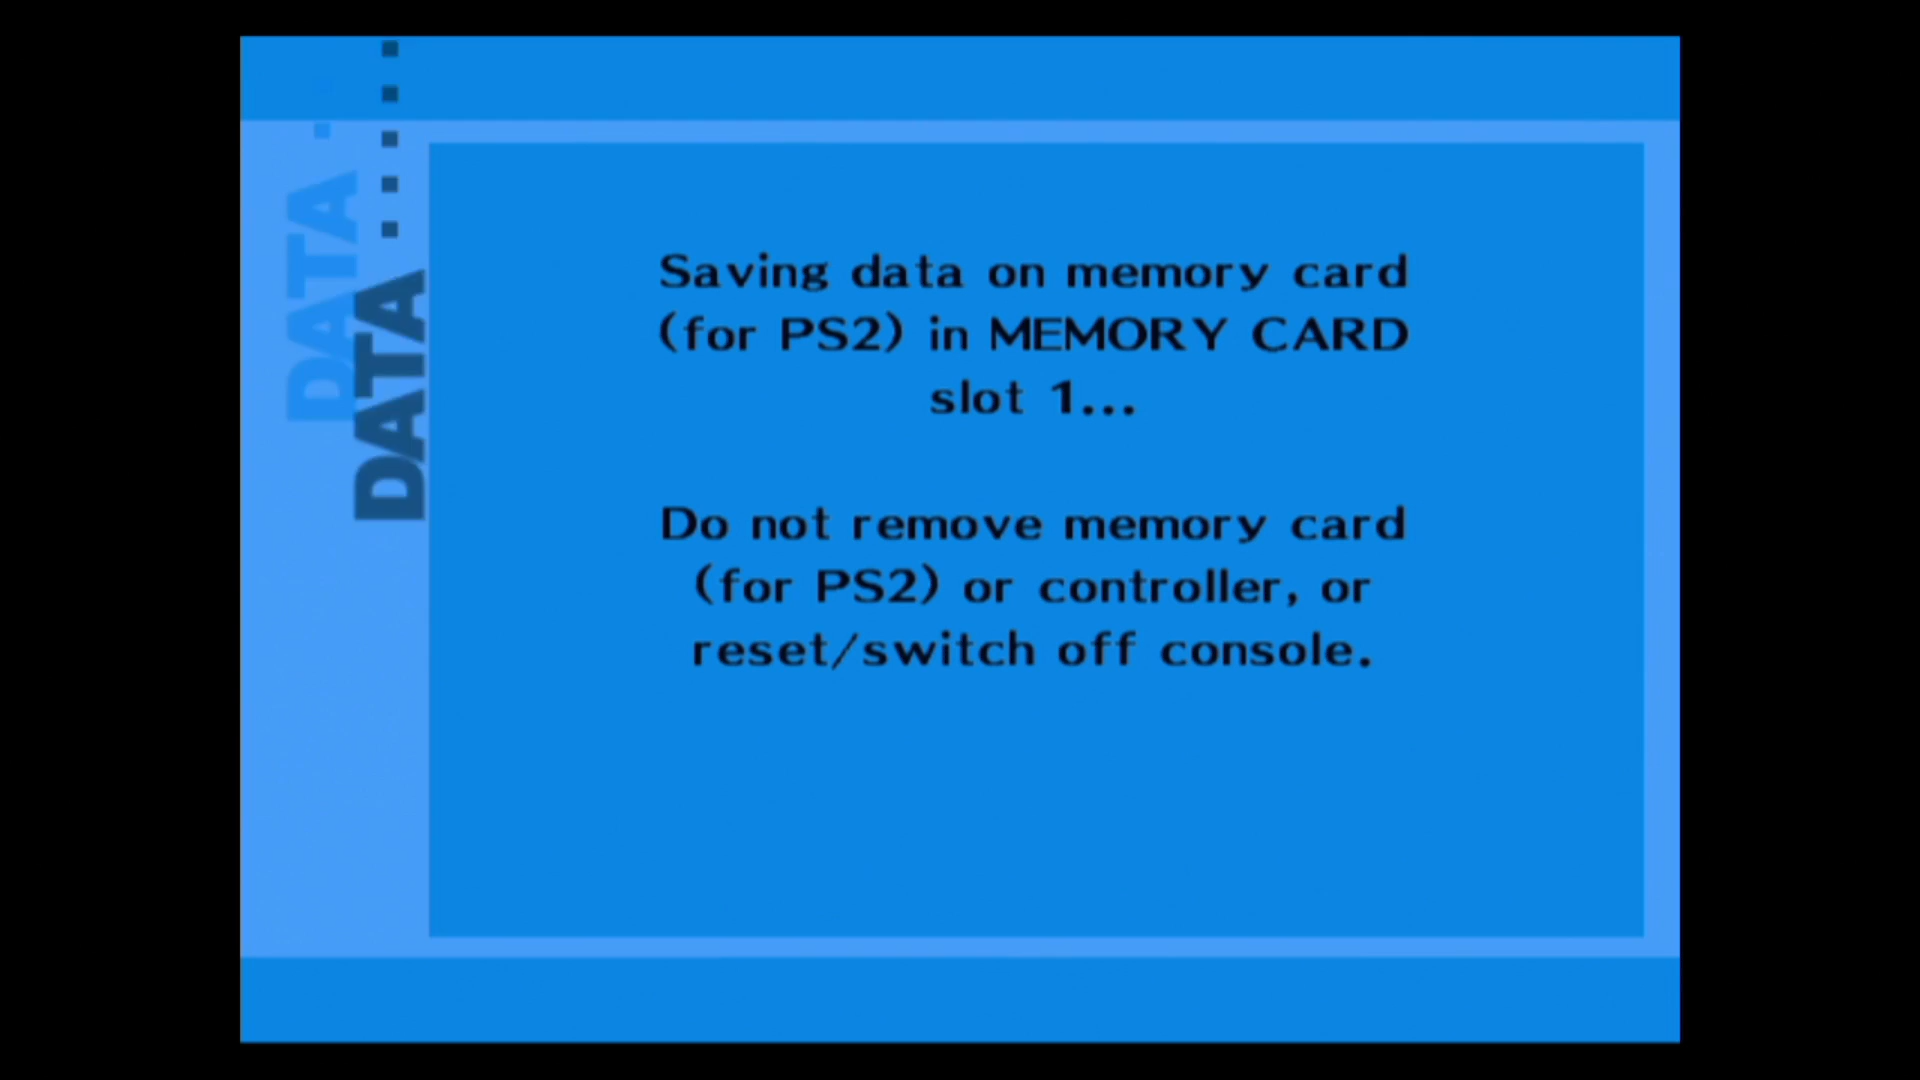 DATA .....
DATA .
Saving data on memory card
(for PS2) in MEMORY CARD
slot 1...
Do not remove memory card
(for PS2) or controller, or
reset/switch off console.